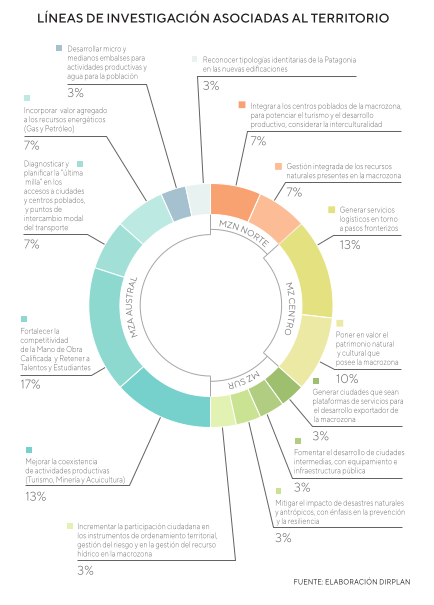 LÍNEAS DE INVESTIGACIÓN ASOCIADAS AL TERRITORIO
Desarrollar micro y
medianos embalses para
actividades productivas y
agua para la población
3%
Reconocer tipologías identitarias de la Patagonia
en las nuevas edificaciones
3%
Incorporar valor agregado
a los recursos energéticos
(Gas y Petróleo)
7%
Integrar a los centros poblados de la macrozona,
para potenciar el turismo y el desarrollo
productivo, considerar la interculturalidad
7%
Diagnosticar y
planificar la "última
milla" en los
accesos a ciudades
y centros poblados,
y puntos de
intercambio modal
del transporte
7%
Gestión integrada de los recursos
naturales presentes en la macrozona
7%
Generar servicios
logísticos en torno
a pasos fronterizos
13%
MZN NORTE
MZ CENTRO
MZ SUR
MZA AUSTRAL
Fortalecer la
competitividad
de la Mano de Obra
Calificada y Retener a
Talentos y Estudiantes
17%
Poner en valor el
patrimonio natural
y cultural que
posee la macrozona
10%
Generar ciudades que sean
plataformas de servicios para
el desarrollo exportador de
la macrozona
3%
Fomentar el desarrollo de ciudades
intermedias, con equipamiento e
infraestructura pública
3%
Mejorar la coexistencia
de actividades productivas
(Turismo, Minería y Acuicultura)
13%
Mitigar el impacto de desastres naturales
y antrópicos, con énfasis en la prevención
y la resiliencia
3%
Incrementar la participación ciudadana en
los instrumentos de ordenamiento territorial,
gestión del riesgo y en la gestión del recurso
hídrico en la macrozona
3%
FUENTE: ELABORACIÓN DIRPLAN